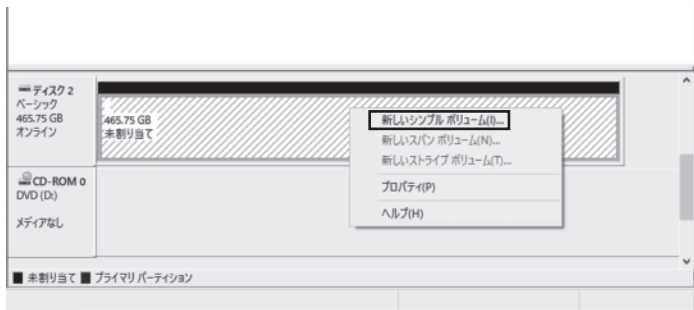 ディスク 2
ベーシック
465.75 GB
オンライン
465.75 GB
未割り当て
新しいシンプル ボリューム(I)...
新しいスパン ボリューム(N)...
新しいストライプ ボリューム(T)...
プロパティ(P)
ヘルプ(H)
CD-ROM 0
DVD (D:)
メディアなし
未割り当て プライマリ パーティション